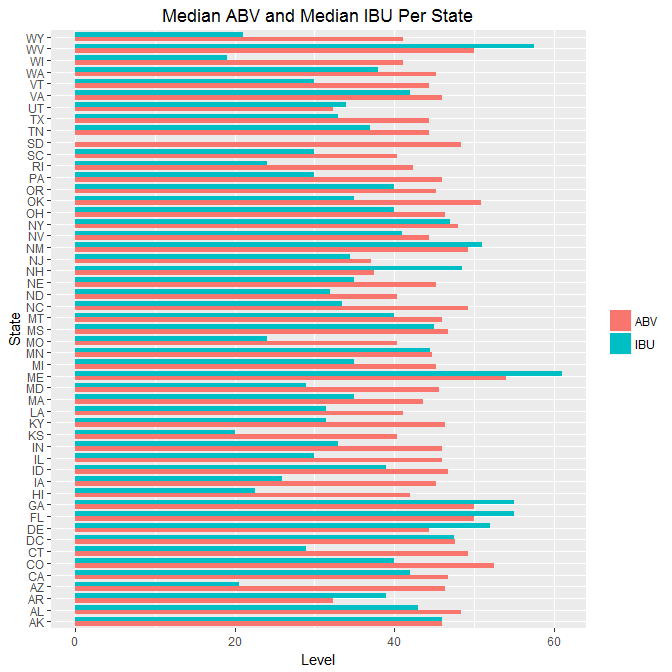 Median ABV and Median IBU Per State
WY
WV
WI
WA
VT
VA
UT
TX
TN
SD
SC
RI
PA
OR
OK
OH
NY
NV
NM
NJ
NH
NE
ND
NC
MT
MS
MO
MN
MI
ME
MD
MA
LA
KY
KS
IN
IL
ID
IA
HI
GA
FL
DE
DC
CT
CO
CA
AZ
AR
AL
AK
State
0 20 40 60
Level
ABV
IBU